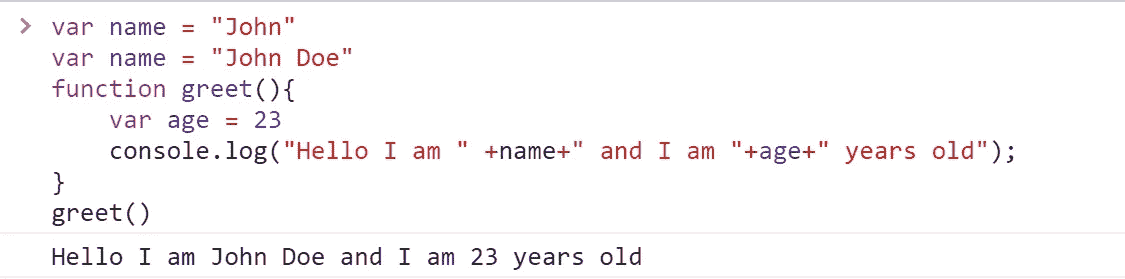 var name = "John"
var name = "John Doe"
function greet(){
    var age = 23
    console.log("Hello I am " +name+" and I am "+age+" years old");
}
greet()
Hello I am John Doe and I am 23 years old